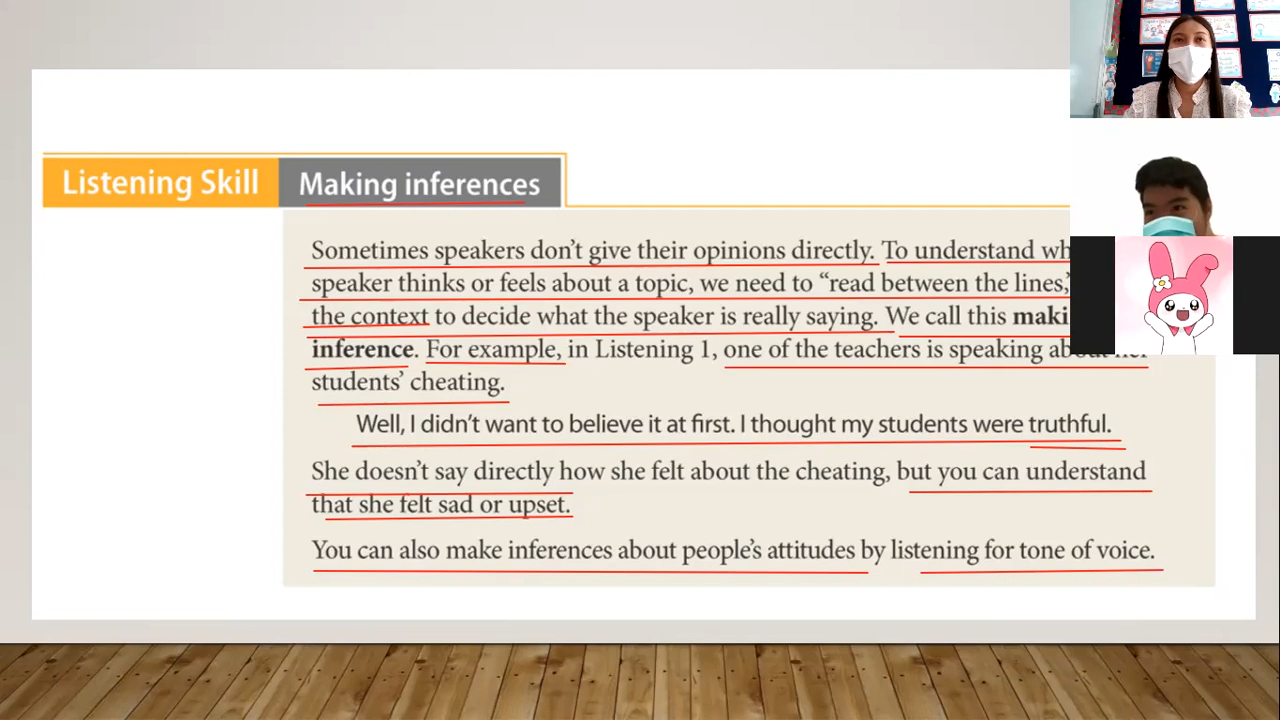 Listening Skill Making inferences
Sometimes speakers don't give their opinions directly. To understand
speaker thinks or feels about a topic, we need to “read between the lines,”
the context to decide what the speaker is really saying. We call this
inference. For example, in Listening 1, one of the teachers is speaking about her
students' cheating.
Well, I didn't want to believe it at first. I thought my students were truthful.
She doesn't say directly how she felt about the cheating, but you can understand
that she felt sad or upset.
You can also make inferences about people's attitudes by listening for tone of voice.